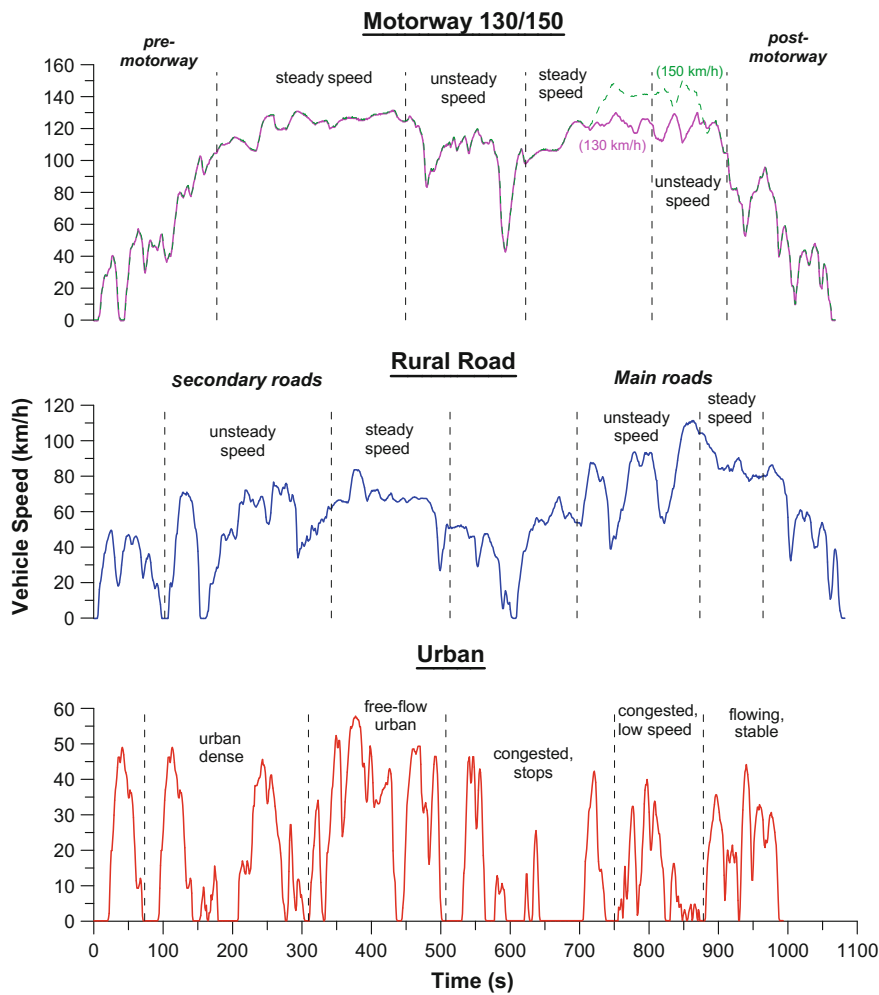 Motorway 130/150
pre-
motorway
post-
motorway
steady speed
unsteady
speed
steady
speed
(150 km/h)
(130 km/h)
unsteady
speed
160
140
120
100
80
60
40
20
0
Rural Road
Secondary roads
Main roads
unsteady
speed
steady
speed
unsteady
speed
steady
speed
120
100
80
60
40
20
0
Vehicle Speed (km/h)
Urban
urban
dense
free-flow
urban
congested,
stops
congested,
low speed
flowing,
stable
60
50
40
30
20
10
0
0 100 200 300 400 500 600 700 800 900 1000 1100
Time (s)